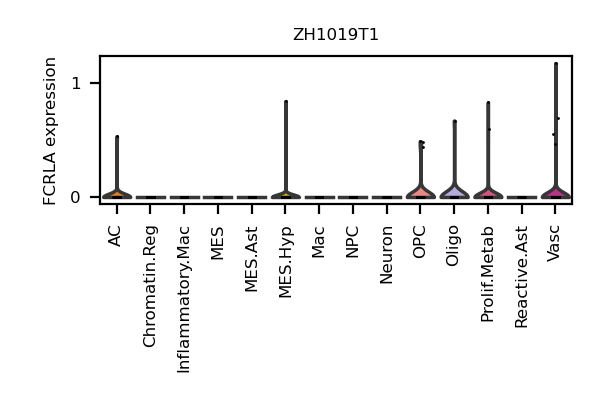 ZH1019T1
FCRLA expression
1
0
AC
Chromatin.Reg
Inflammatory.Mac
MES
MES.Ast
MES.Hyp
Mac
NPC
Neuron
OPC
Oligo
Prolif.Metab
Reactive.Ast
Vasc